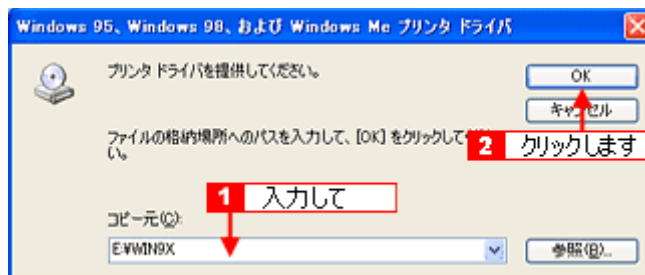 Windows 95、Windows 98、および Windows Me プリンタ ドライバ
プリンタ ドライバを提供してください。
OK
キャンセル
ファイルの格納場所へのパスを入力して、[OK] をクリックして
い。
2 クリックします
1 入力して
コピー元(C):
E:¥WIN9X
参照(B)...